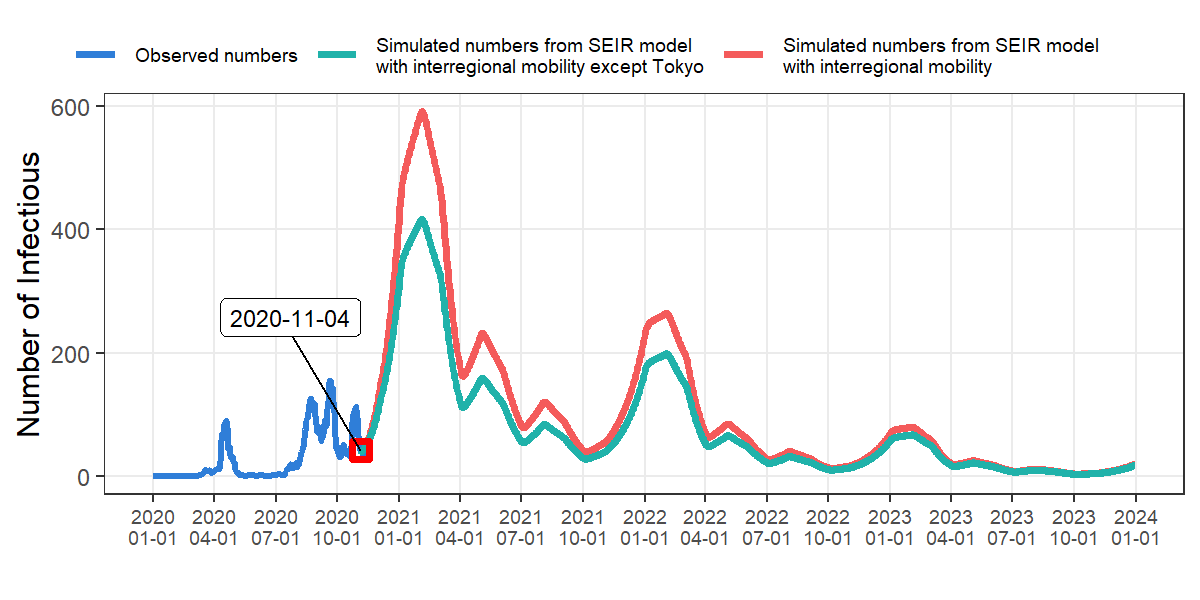 Observed numbers
Simulated numbers from SEIR model
with interregional mobility except Tokyo
Simulated numbers from SEIR model
with interregional mobility
Number of Infectious
600
400
200
0
2020-11-04
2020 2020 2020 2020 2021 2021 2021 2021 2022 2022 2022 2022 2023 2023 2023 2023 2024
01-01 04-01 07-01 10-01 01-01 04-01 07-01 10-01 01-01 04-01 07-01 10-01 01-01 04-01 07-01 10-01 01-01